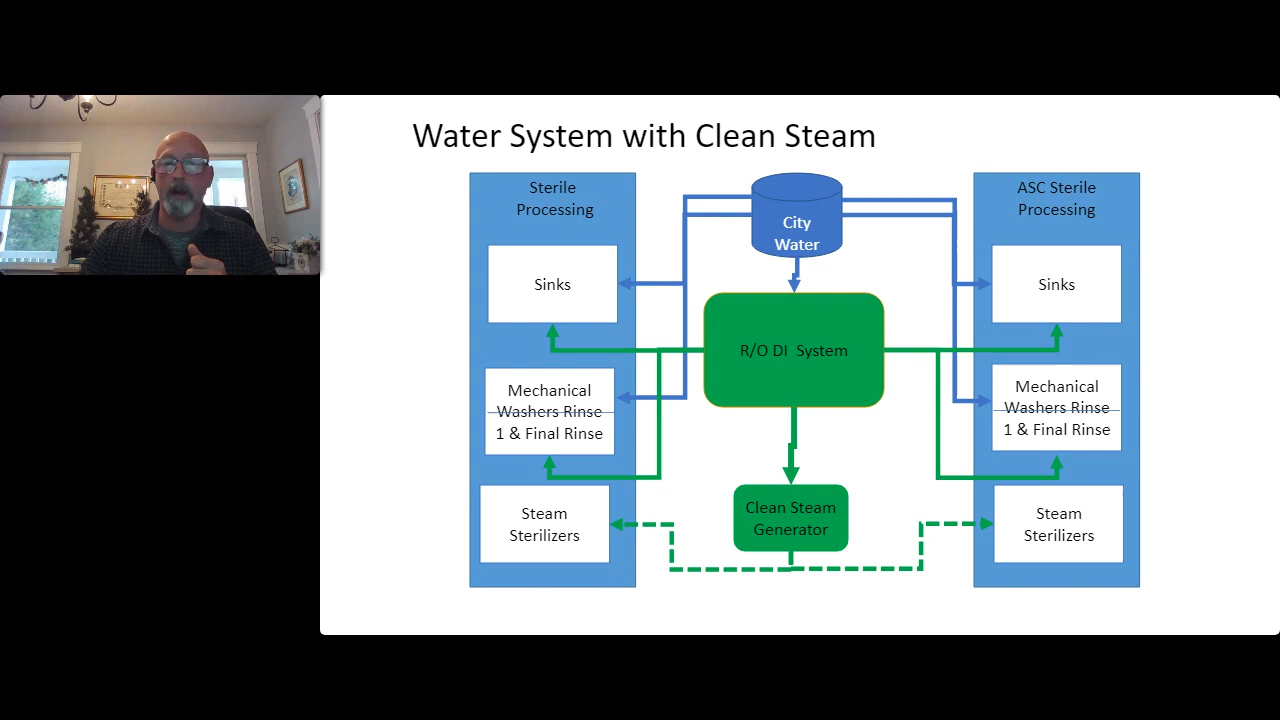 Water System with Clean Steam
Sterile
Processing
Sinks
Mechanical
Washers Rinse
1 & Final Rinse
Steam
Sterilizers
City
Water
R/O DI System
Clean Steam
Generator
ASC Sterile
Processing
Sinks
Mechanical
Washers Rinse
1 & Final Rinse
Steam
Sterilizers